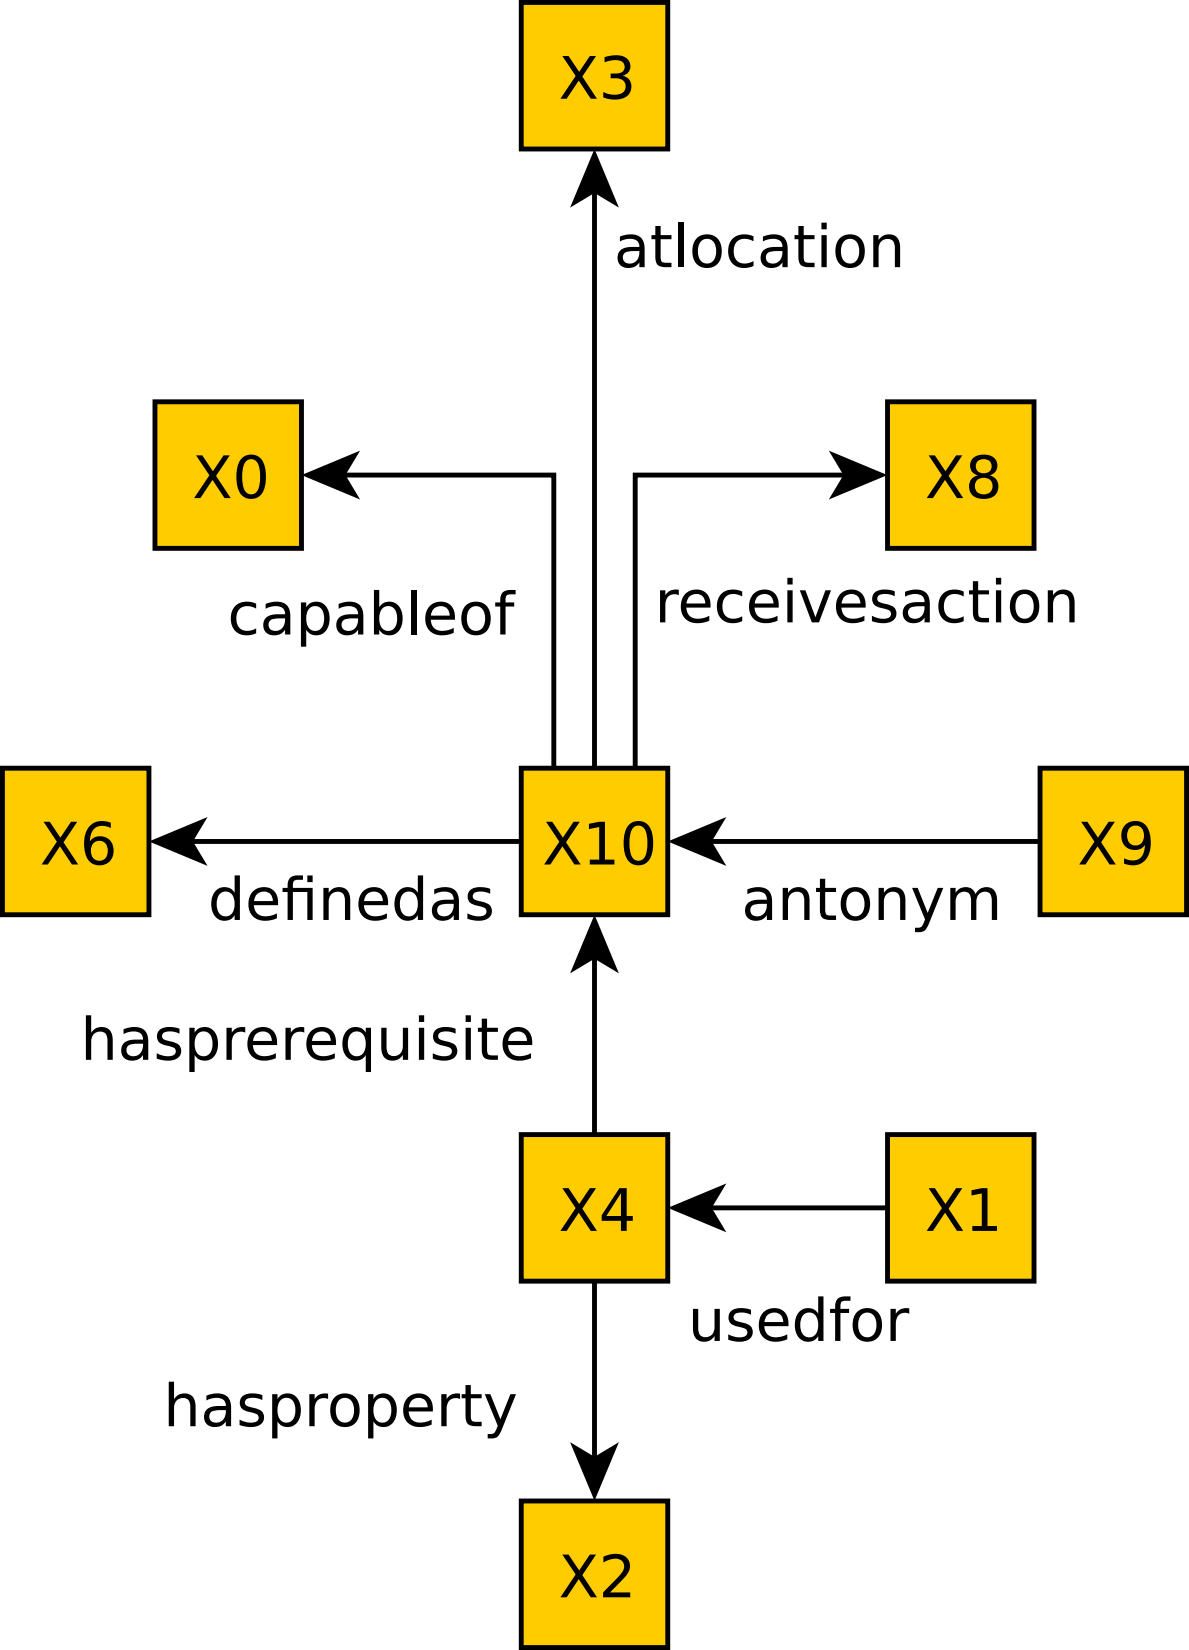 X3
atlocation
X0
X8
capableof
receivesaction
X6
X10
X9
definedas
antonym
hasprerequisite
X4
X1
usedfor
hasproperty
X2